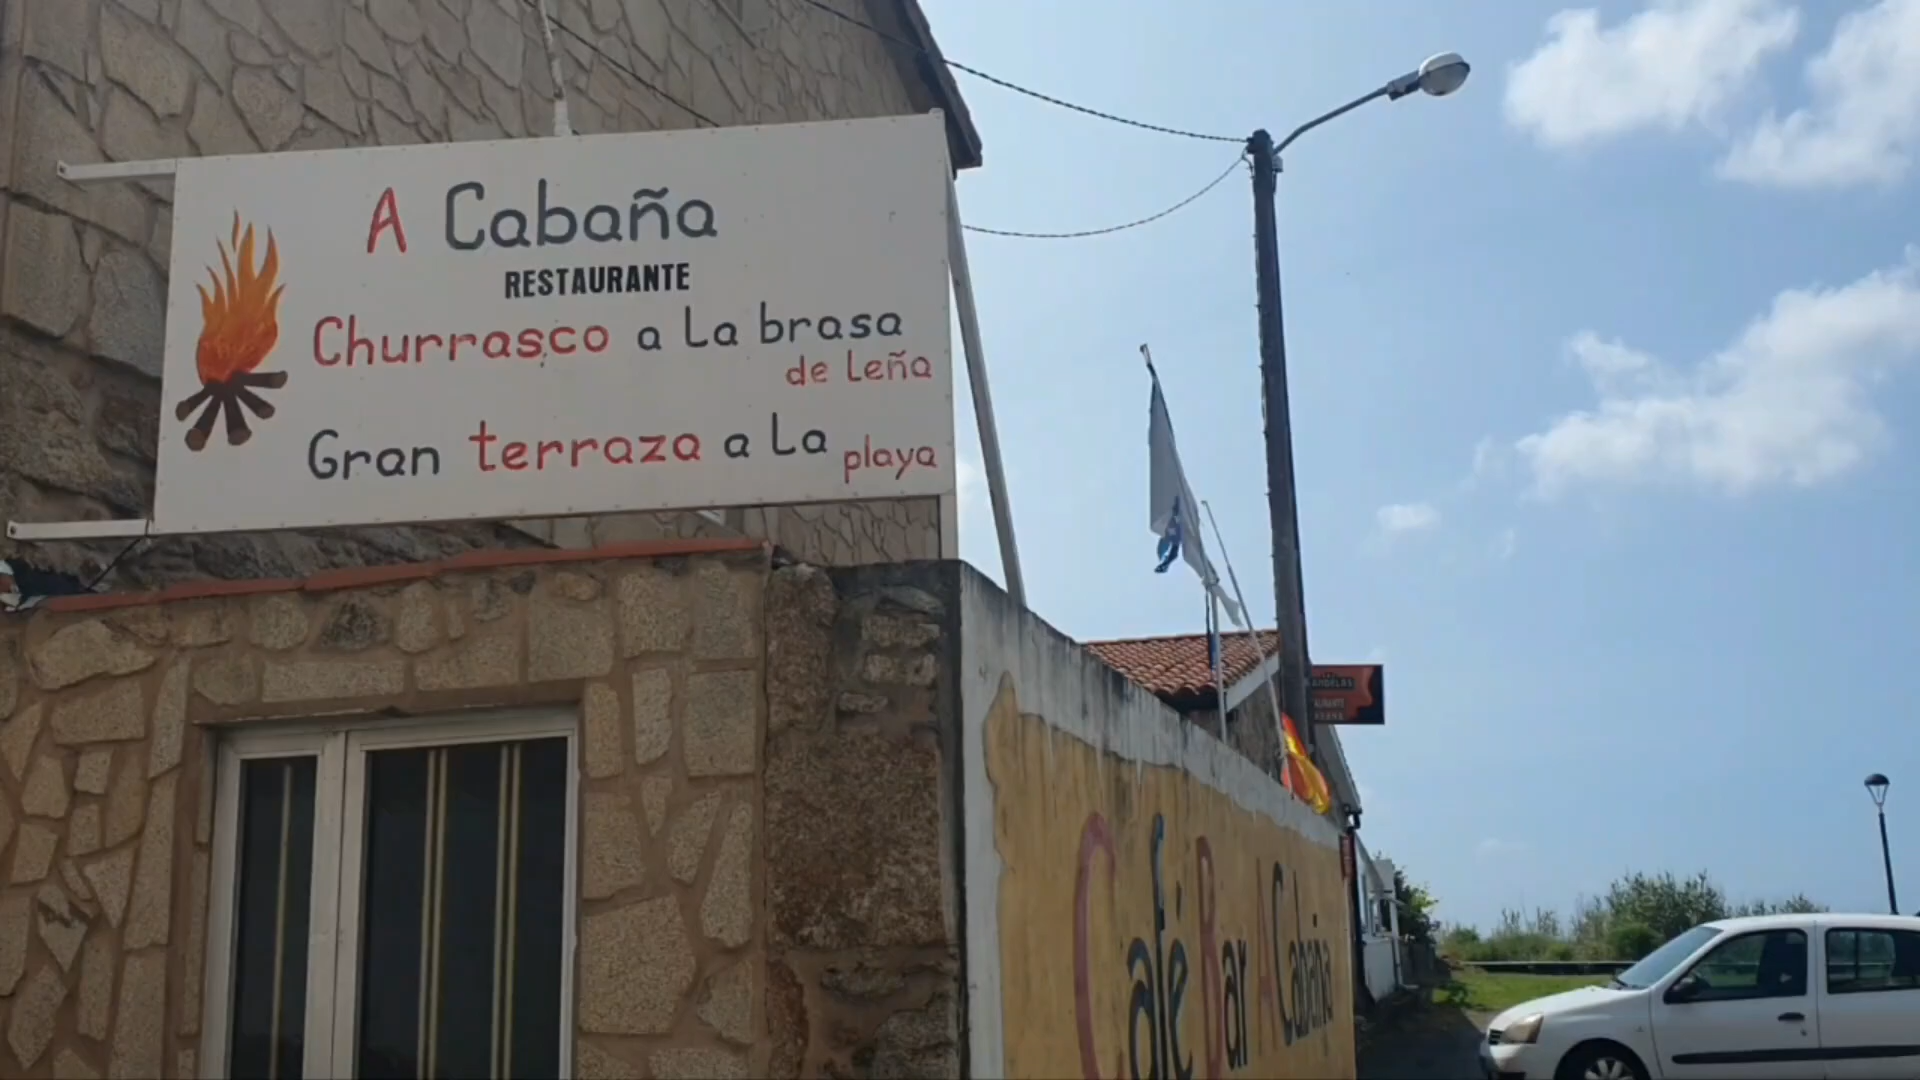 A Cabaña
RESTAURANTE
Churrasco a La brasa
de Leña
Gran terraza a La playa
Café Bar A Cabaña